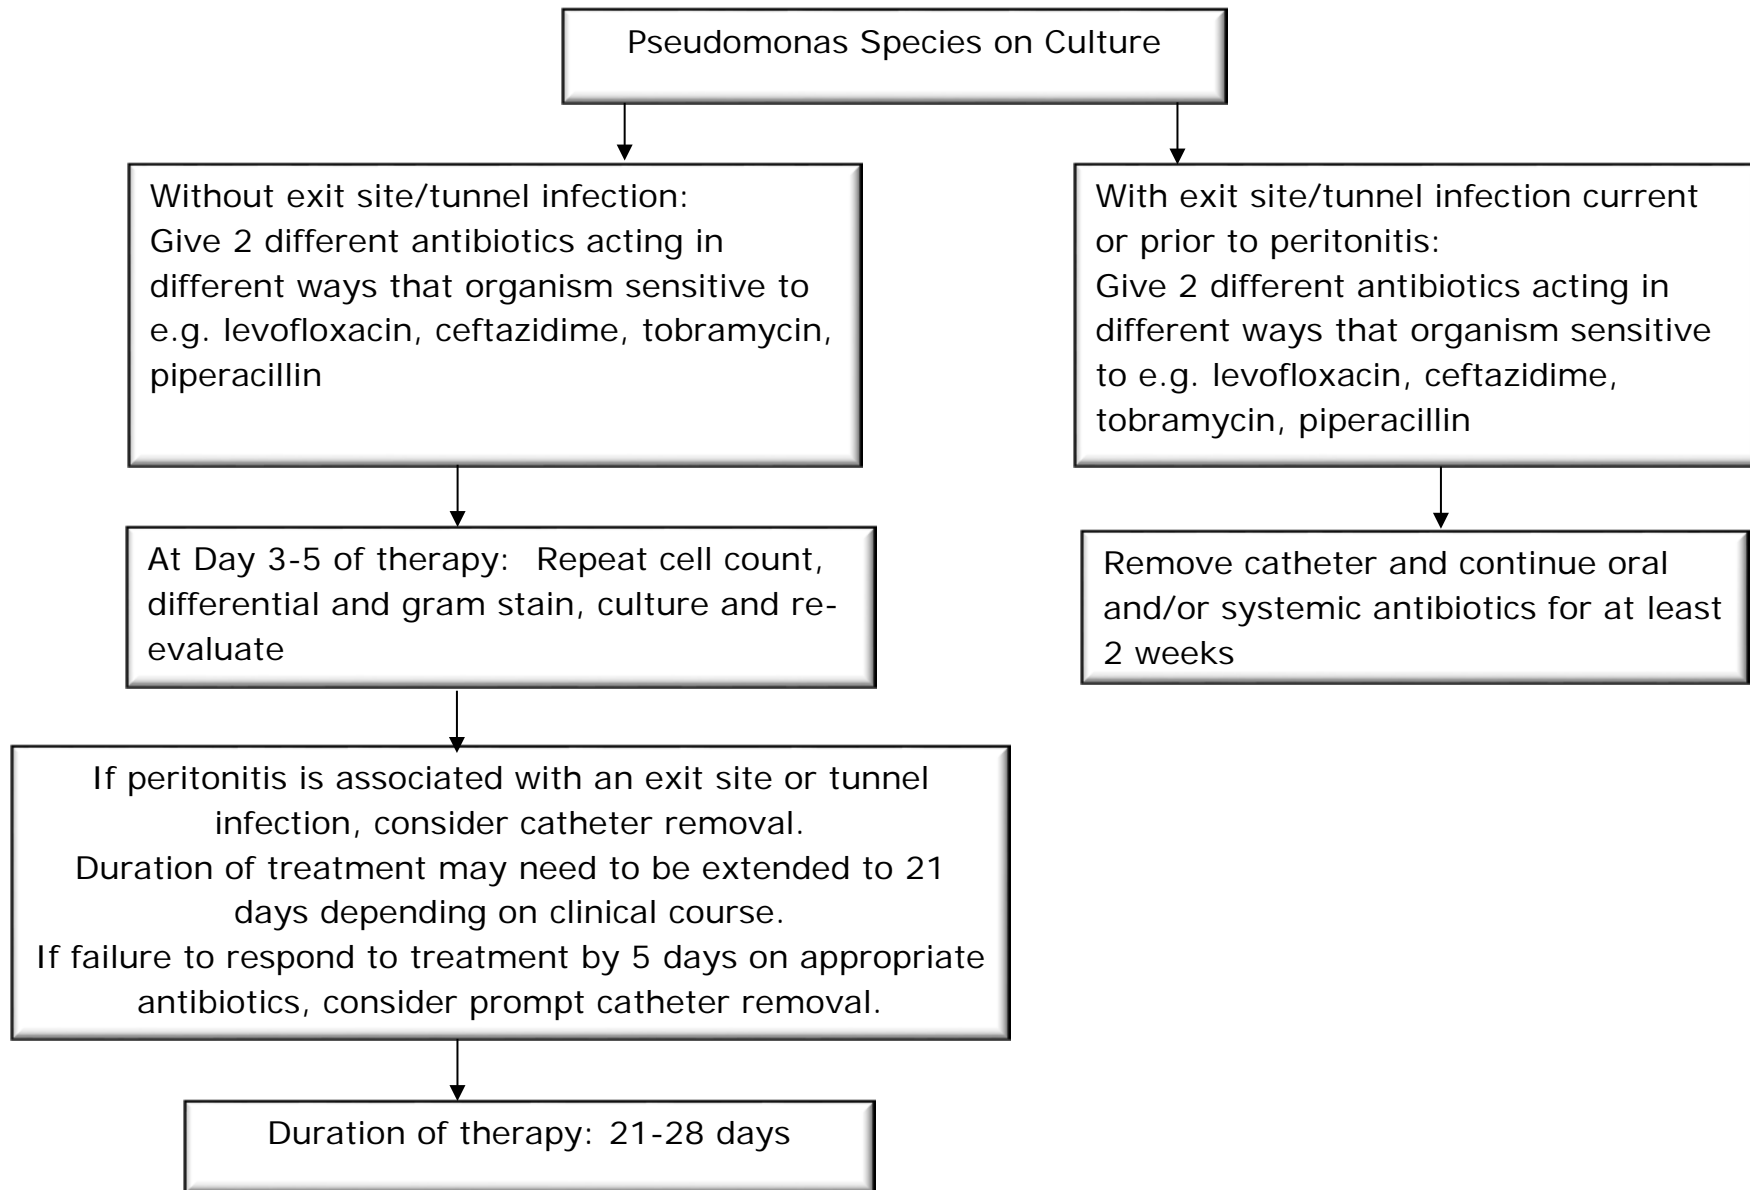 Pseudomonas Species on Culture
Without exit site/tunnel infection:
Give 2 different antibiotics acting in
different ways that organism sensitive to
e.g. levofloxacin, ceftazidime, tobramycin,
piperacillin
With exit site/tunnel infection current
or prior to peritonitis:
Give 2 different antibiotics acting in
different ways that organism sensitive
to e.g. levofloxacin, ceftazidime,
tobramycin, piperacillin
At Day 3-5 of therapy: Repeat cell count,
differential and gram stain, culture and re-
evaluate
Remove catheter and continue oral
and/or systemic antibiotics for at least
2 weeks
If peritonitis is associated with an exit site or tunnel
infection, consider catheter removal.
Duration of treatment may need to be extended to 21
days depending on clinical course.
If failure to respond to treatment by 5 days on appropriate
antibiotics, consider prompt catheter removal.
Duration of therapy: 21-28 days